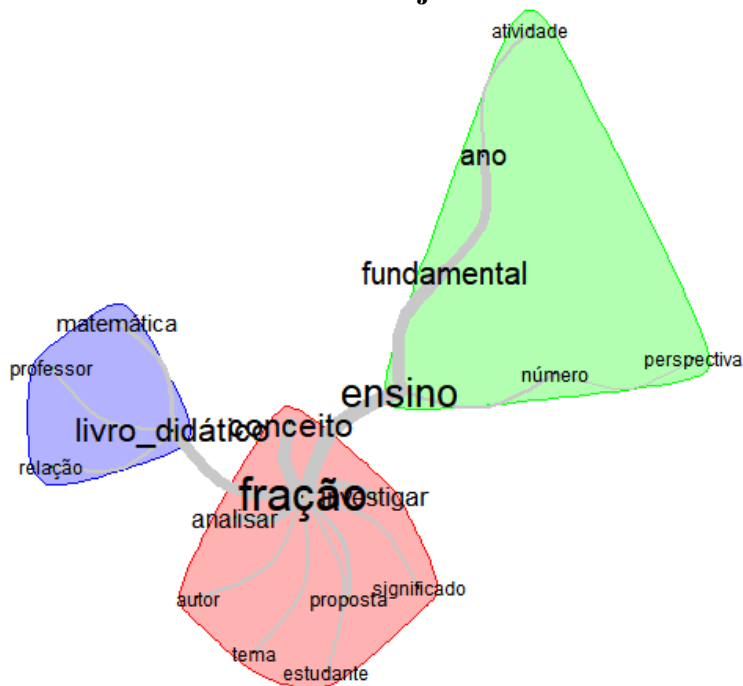 atividade
ano
fundamental
matemática
professor
perspectiva
número
ensino
livro_didático
conceito
relação
fração
investigar
analisar
significado
autor
proposta
tema
estudante